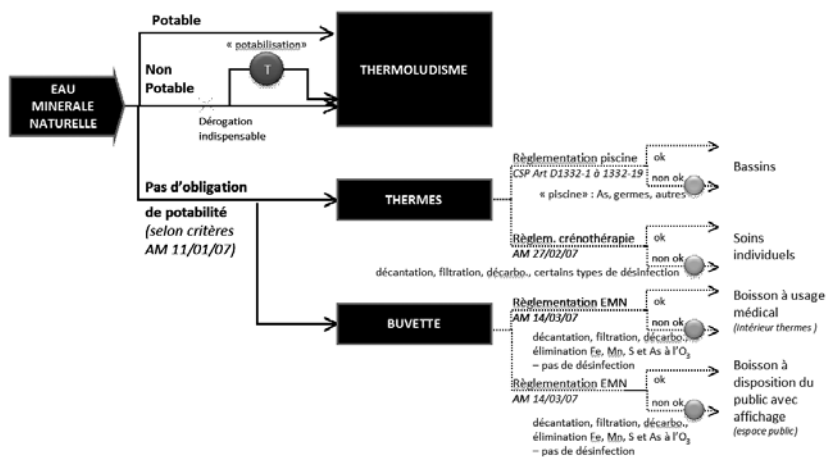 Potable
« potabilisation»
T
THERMOLUDISME
EAU
MINERALE
NATURELLE
Non
Potable
Dérogation
indispensable
Pas d'obligation
de potabilité
(selon critères
AM 11/01/07)
THERMES
Règlementation piscine
CSP Art D1332-1 à 1332-19
« piscine» : As, germes, autres
ok
non ok
Bassins
Règlem. crénothérapie
AM 27/02/07
décantation, filtration, décarbo., certains types de désinfection
ok
non ok
Soins
individuels
BUVETTE
Règlementation EMN
AM 14/03/07
décantation, filtration, décarbo.,
élimination Fe, Mn, S et As à l'O₃
– pas de désinfection
ok
non ok
Boisson à usage
médical
(intérieur thermes )
Règlementation EMN
AM 14/03/07
décantation, filtration, décarbo.,
élimination Fe, Mn, S et As à l'O₃
– pas de désinfection
ok
non ok
Boisson à
disposition du
public avec
affichage
(espace public)